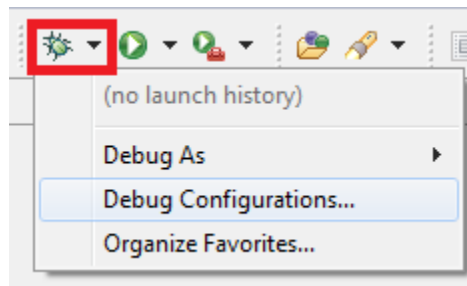 (no launch history)
Debug As
Debug Configurations...
Organize Favorites...